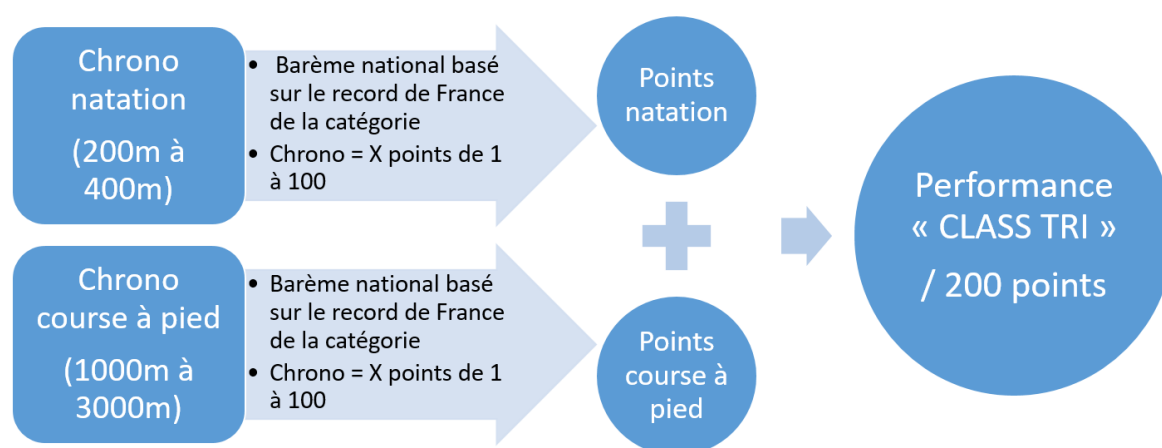 Chrono
natation
(200m à
400m)
• Barème national basé
sur le record de France
de la catégorie
• Chrono = X points de 1
à 100
Points
natation
Chrono
course à pied
(1000m à
3000m)
• Barème national basé
sur le record de France
de la catégorie
• Chrono = X points de 1
à 100
Points
course à
pied
Performance
« CLASS TRI »
/ 200 points